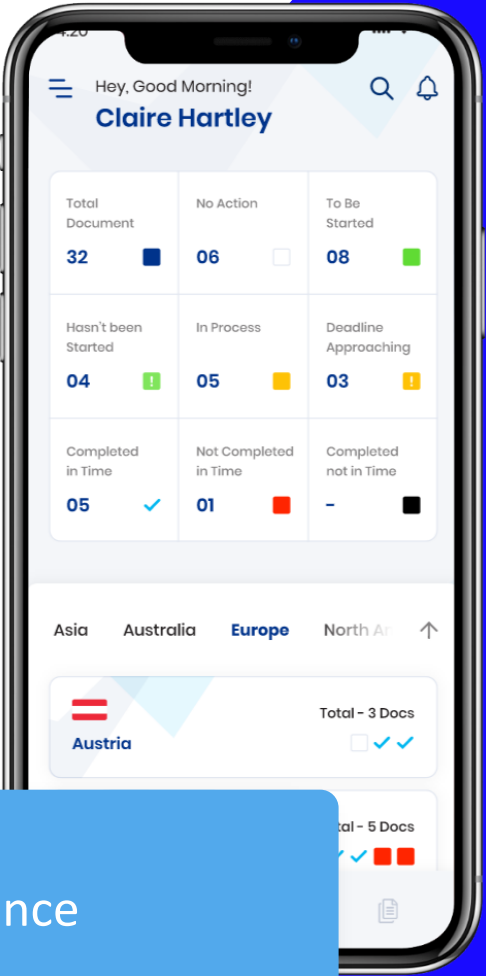 Hey, Good Morning!
Claire Hartley
Total
Document
32
No Action
06
To Be
Started
08
Hasn't been
Started
04
!
In Process
05
Deadline
Approaching
03
!
Completed
in Time
05
Not Completed
in Time
01
Completed
not in Time
-
Asia Australia Europe North
Total - 3 Docs
Austria
- 5 Docs